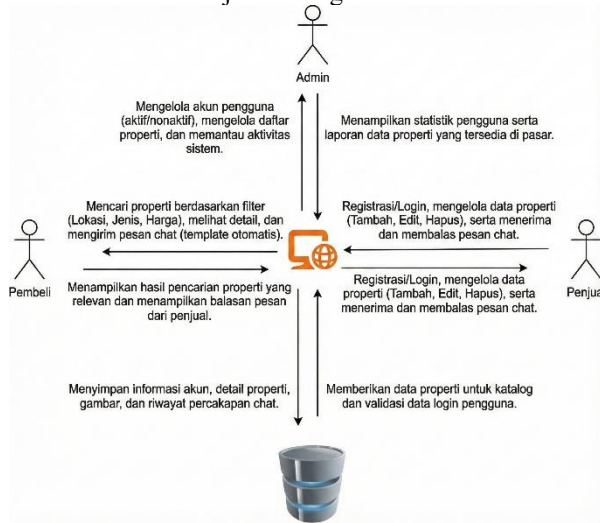 Admin
Mengelola akun pengguna
(aktif/nonaktif), mengelola daftar
properti, dan memantau aktivitas
sistem.
Menampilkan statistik pengguna serta
laporan data properti yang tersedia di pasar.
Mencari properti berdasarkan filter
(Lokasi, Jenis, Harga), melihat detail, dan
mengirim pesan chat (template otomatis).
Registrasi/Login, mengelola data properti
(Tambah, Edit, Hapus), serta menerima
dan membalas pesan chat.
Pembeli
Menampilkan hasil pencarian properti yang
relevan dan menampilkan balasan pesan
dari penjual.
Registrasi/Login, mengelola data
properti (Tambah, Edit, Hapus), serta
menerima dan membalas pesan chat.
Penjua
Menyimpan informasi akun, detail properti,
gambar, dan riwayat percakapan chat.
Memberikan data properti untuk katalog
dan validasi data login pengguna.